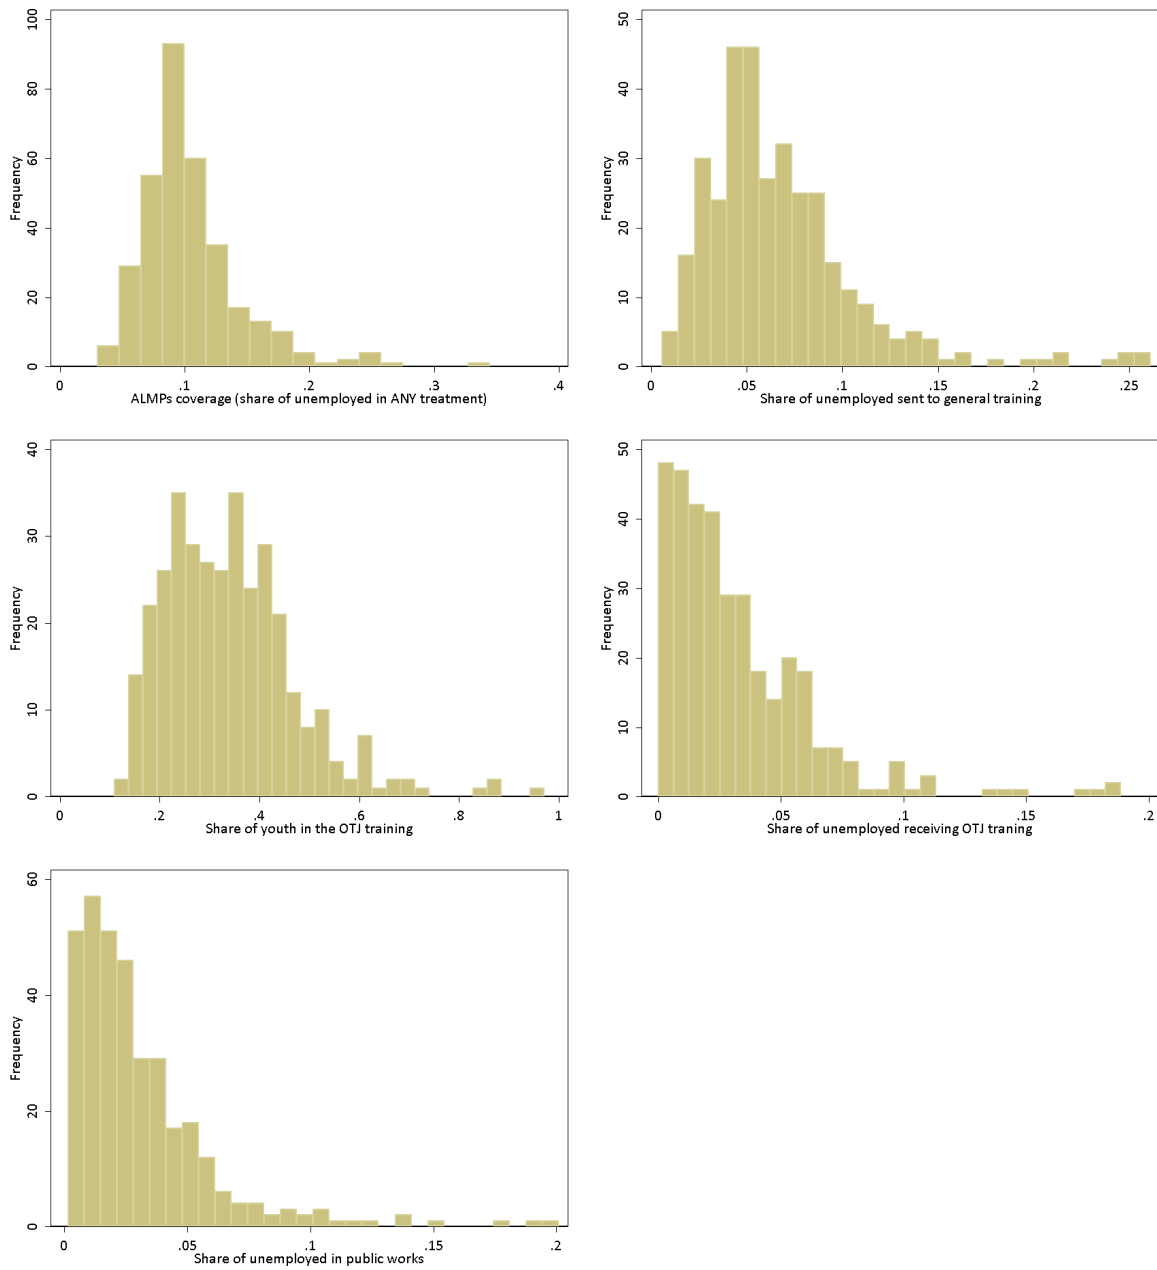 100
80
60
40
20
0
Frequency
0 .1 .2 .3 .4
ALMPs coverage (share of unemployed in ANY treatment)
50
40
30
20
10
0
Frequency
0 .05 .1 .15 .2 .25
Share of unemployed sent to general training
40
30
20
10
0
Frequency
0 .2 .4 .6 .8 1
Share of youth in the OTJ training
50
40
30
20
10
0
Frequency
0 .05 .1 .15 .2
Share of unemployed receiving OTJ traning
60
40
20
0
Frequency
0 .05 .1 .15 .2
Share of unemployed in public works